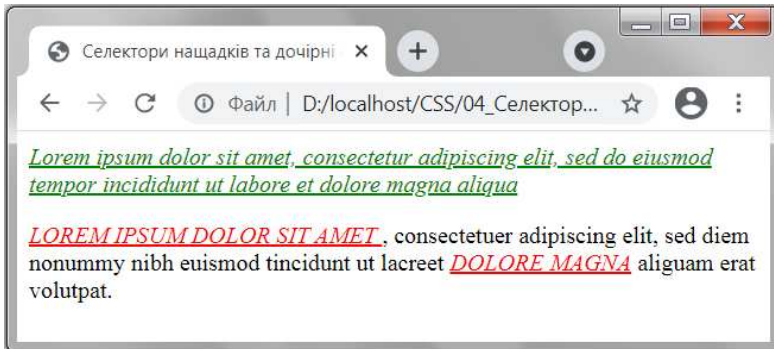 Селектори нащадків та дочірні
Файл | D:/localhost/CSS/04_Селектор...
Lorem ipsum dolor sit amet, consectetur adipiscing elit, sed do eiusmod
tempor incididunt ut labore et dolore magna aliqua
LOREM IPSUM DOLOR SIT AMET , consectetuer adipiscing elit, sed diem
nonummy nibh euismod tincidunt ut lacreet DOLORE MAGNA aliguam erat
volutpat.